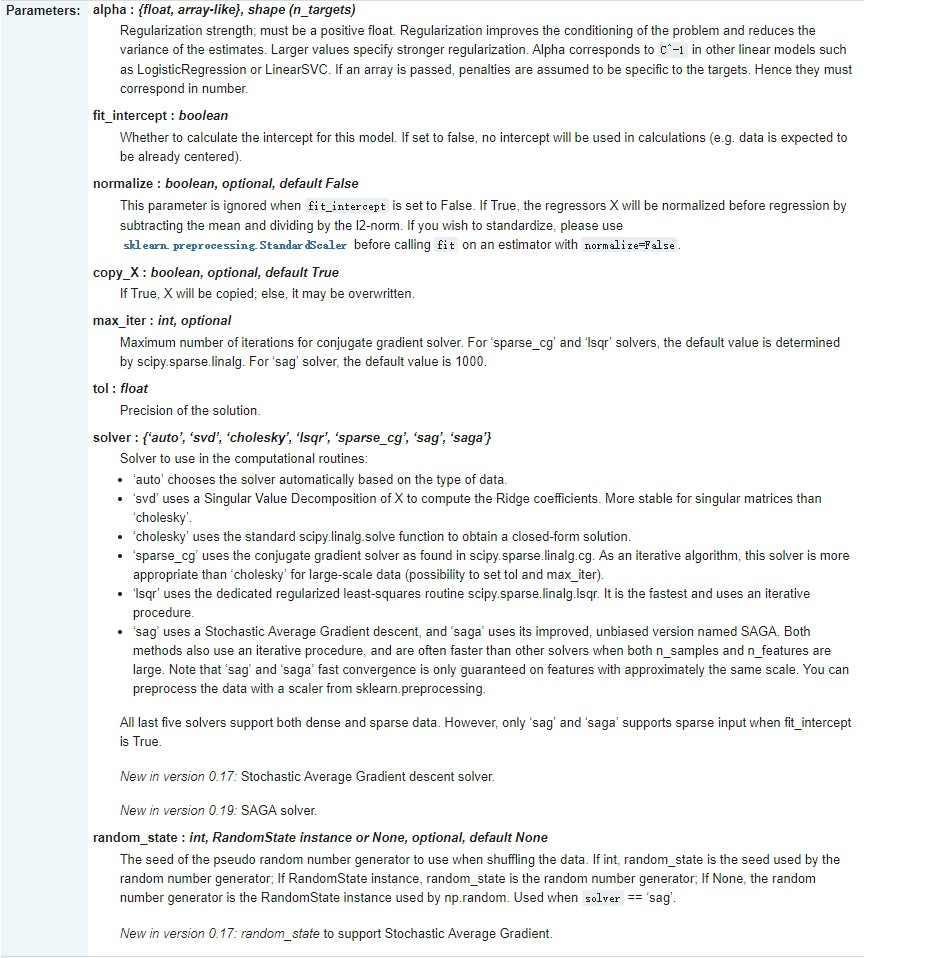 Parameters: alpha : {float, array-like}, shape (n_targets)
Regularization strength; must be a positive float. Regularization improves the conditioning of the problem and reduces the
variance of the estimates. Larger values specify stronger regularization. Alpha corresponds to C^-1 in other linear models such
as LogisticRegression or LinearSVC. If an array is passed, penalties are assumed to be specific to the targets. Hence they must
correspond in number.
fit_intercept : boolean
Whether to calculate the intercept for this model. If set to false, no intercept will be used in calculations (e.g. data is expected to
be already centered).
normalize : boolean, optional, default False
This parameter is ignored when fit_intercept is set to False. If True, the regressors X will be normalized before regression by
subtracting the mean and dividing by the l2-norm. If you wish to standardize, please use
sklearn.preprocessing.StandardScaler before calling fit on an estimator with normalize=False.
copy_X : boolean, optional, default True
If True, X will be copied; else, it may be overwritten.
max_iter : int, optional
Maximum number of iterations for conjugate gradient solver. For ‘sparse_cg’ and ‘lsqr’ solvers, the default value is determined
by scipy.sparse.linalg. For ‘sag’ solver, the default value is 1000.
tol : float
Precision of the solution.
solver : {‘auto’, ‘svd’, ‘cholesky’, ‘lsqr’, ‘sparse_cg’, ‘sag’, ‘saga’}
Solver to use in the computational routines:
• ‘auto’ chooses the solver automatically based on the type of data.
• ‘svd’ uses a Singular Value Decomposition of X to compute the Ridge coefficients. More stable for singular matrices than
‘cholesky’.
• ‘cholesky’ uses the standard scipy.linalg.solve function to obtain a closed-form solution.
• ‘sparse_cg’ uses the conjugate gradient solver as found in scipy.sparse.linalg.cg. As an iterative algorithm, this solver is more
appropriate than ‘cholesky’ for large-scale data (possibility to set tol and max_iter).
• ‘lsqr’ uses the dedicated regularized least-squares routine scipy.sparse.linalg.lsqr. It is the fastest and uses an iterative
procedure.
• ‘sag’ uses a Stochastic Average Gradient descent, and ‘saga’ uses its improved, unbiased version named SAGA. Both
methods also use an iterative procedure, and are often faster than other solvers when both n_samples and n_features are
large. Note that ‘sag’ and ‘saga’ fast convergence is only guaranteed on features with approximately the same scale. You can
preprocess the data with a scaler from sklearn.preprocessing.
All last five solvers support both dense and sparse data. However, only ‘sag’ and ‘saga’ supports sparse input when fit_intercept
is True.
New in version 0.17: Stochastic Average Gradient descent solver.
New in version 0.19: SAGA solver.
random_state : int, RandomState instance or None, optional, default None
The seed of the pseudo random number generator to use when shuffling the data. If int, random_state is the seed used by the
random number generator; If RandomState instance, random_state is the random number generator; If None, the random
number generator is the RandomState instance used by np.random. Used when solver == ‘sag’.
New in version 0.17: random_state to support Stochastic Average Gradient.